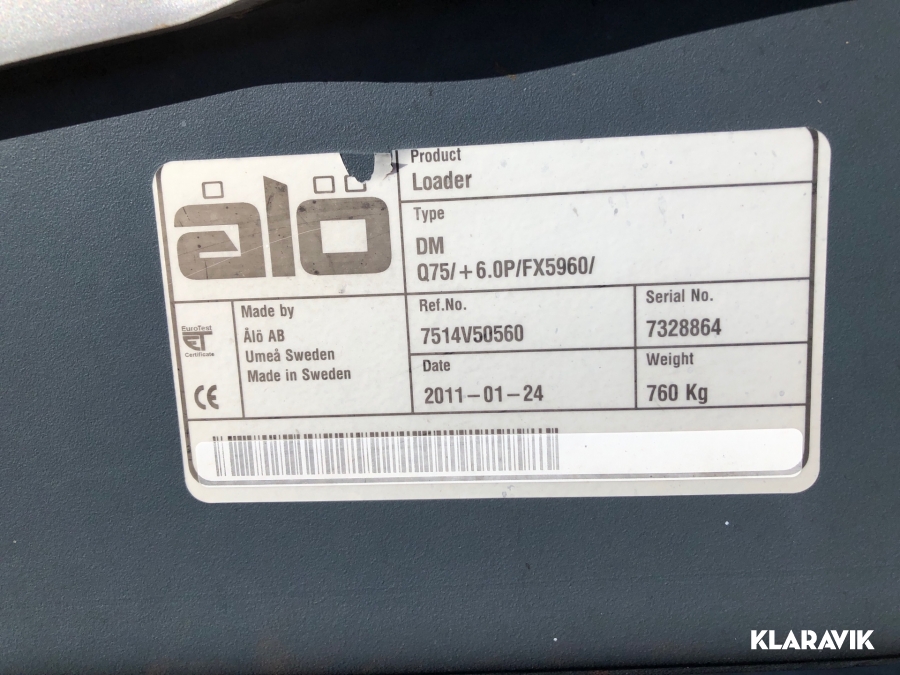 ålö
Product
Loader
Type
DM
Q75/+6.0P/FX5960/
EuroTest
ET
Certificate
CE
Made by
Ålö AB
Umeå Sweden
Made in Sweden
Ref.No.
7514V50560
Serial No.
7328864
Date
2011-01-24
Weight
760 Kg
KLARAVIK